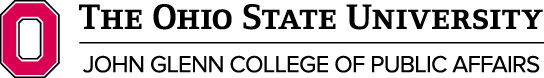 THE OHIO STATE UNIVERSITY
JOHN GLENN COLLEGE OF PUBLIC AFFAIRS